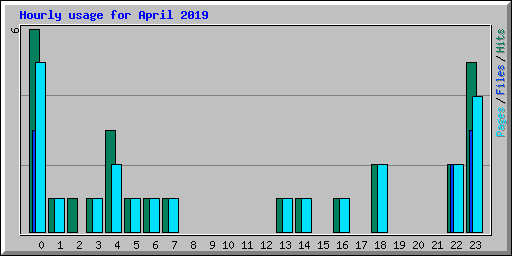 Hourly usage for April 2019
6
Pages / Files / Hits
0 1 2 3 4 5 6 7 8 9 10 11 12 13 14 15 16 17 18 19 20 21 22 23